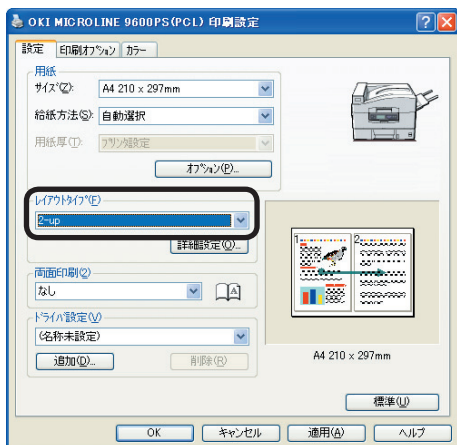 OKI MICROLINE 9600PS(PCL) 印刷設定
設定 印刷オプション カラー
用紙
サイズ(Z): A4 210 x 297mm
給紙方法(S): 自動選択
用紙厚(T): プリンタ設定
オプション(P)...
レイアウトタイプ(E)
2-up
詳細設定(O)...
1 2
両面印刷(2)
なし
A
ドライバ設定(V)
(名称未設定)
追加(D)... 削除(R)
A4 210 x 297mm
標準(U)
OK キャンセル 適用(A) ヘルプ